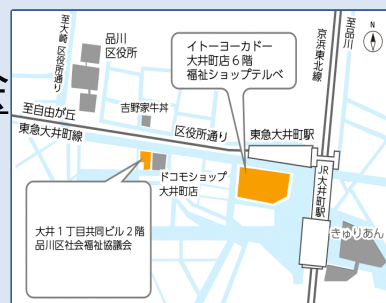 至大崎
区役所通り
品川
区役所
イトーヨーカドー
大井町店6階
福祉ショップテルベ
京浜東北線
至品川
N
吉野家牛丼
至自由が丘
東急大井町線
区役所通り
東急大井町駅
ドコモショップ
大井町店
JR大井町駅
大井1丁目共同ビル2階
品川区社会福祉協議会
きゅりあん